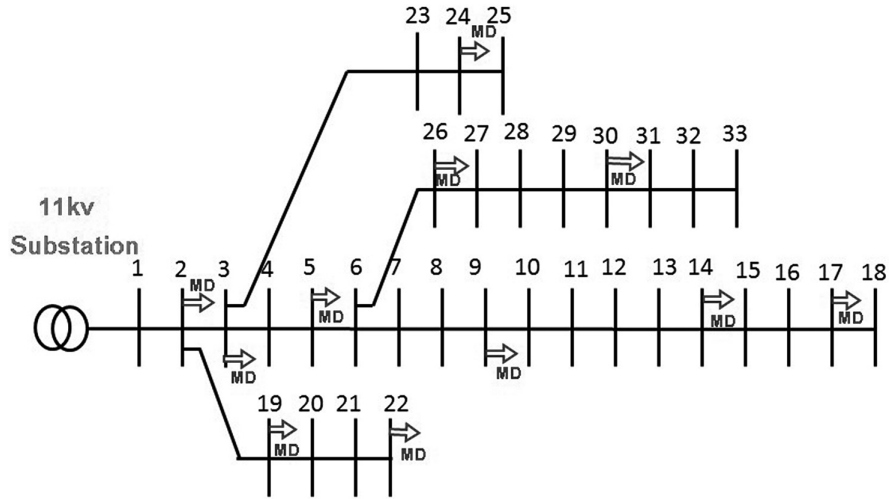 23 24 25
MD
26 27 28 29 30 31 32 33
MD MD
11kv
Substation
1 2 3 4 5 6 7 8 9 10 11 12 13 14 15 16 17 18
MD MD MD MD
MD MD
19 20 21 22
MD MD